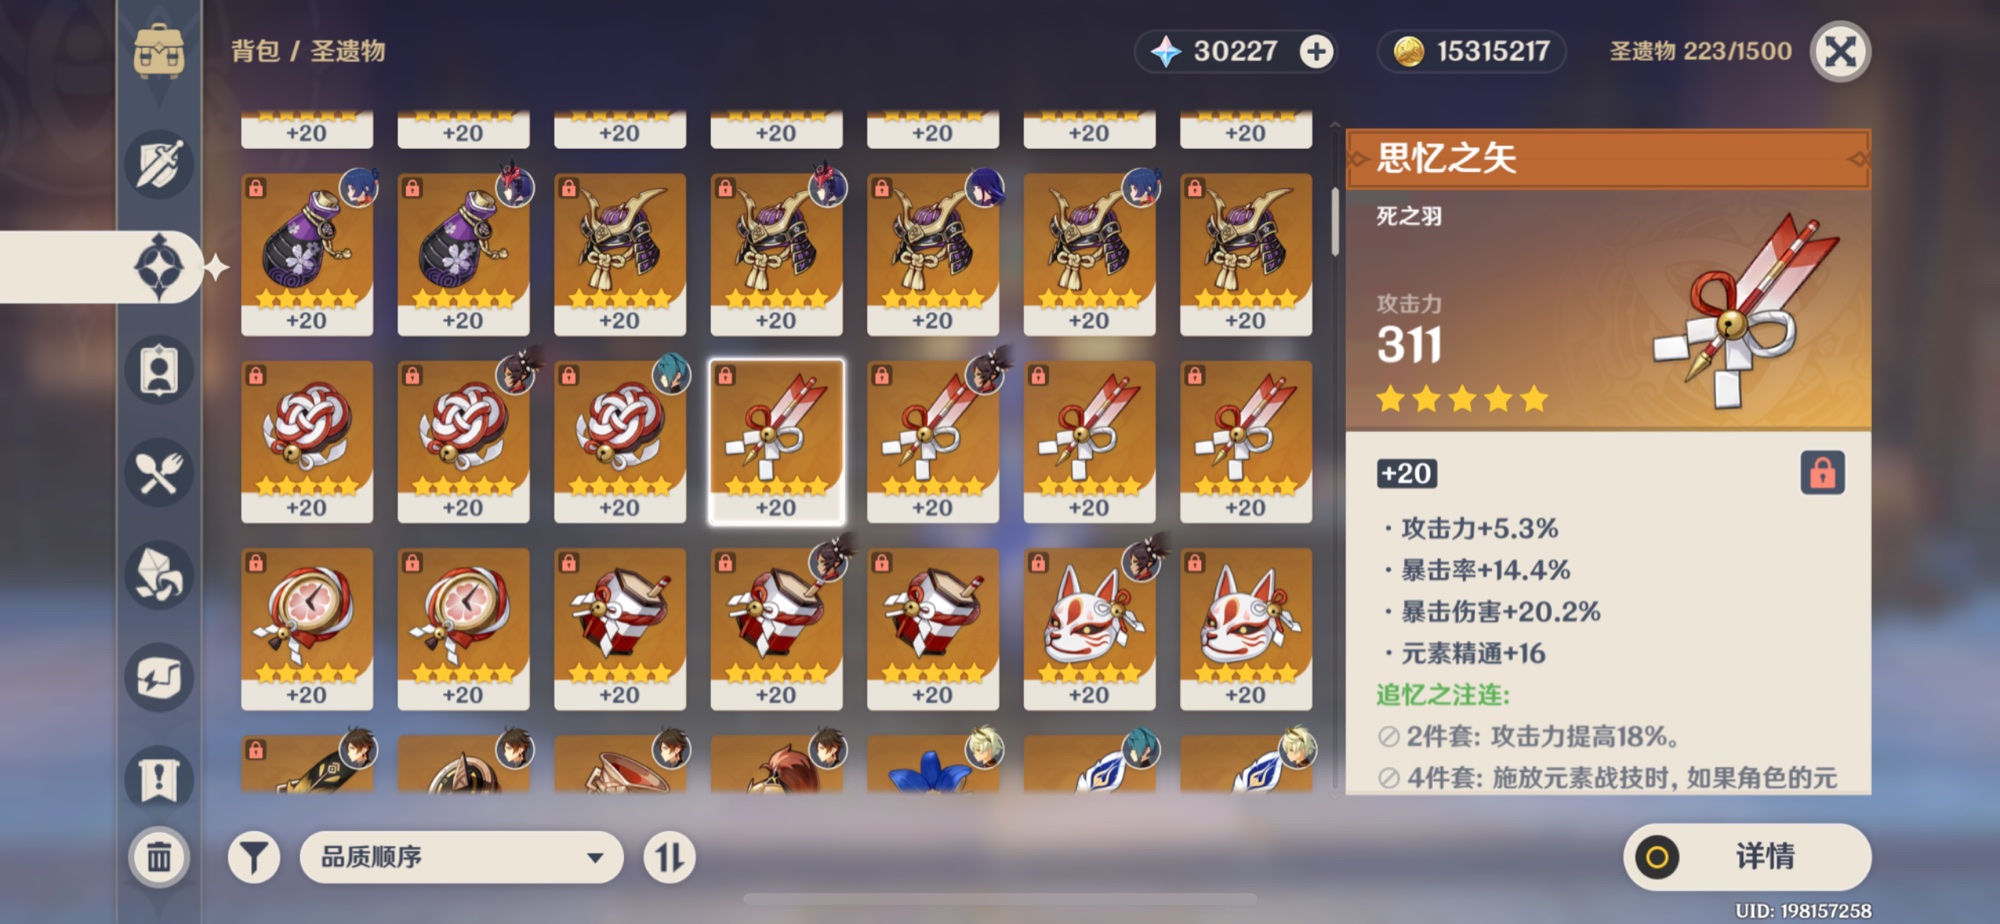 背包 / 圣遗物
30227
15315217
圣遗物 223/1500
+20 +20 +20 +20 +20 +20 +20
+20 +20 +20 +20 +20 +20 +20
+20 +20 +20 +20 +20 +20 +20
+20 +20 +20 +20 +20 +20 +20
思忆之矢
死之羽
攻击力
311
+20
·攻击力+5.3%
·暴击率+14.4%
·暴击伤害+20.2%
·元素精通+16
追忆之注连:
2件套: 攻击力提高18%。
4件套: 施放元素战技时, 如果角色的元
品质顺序
详情
UID: 198157258